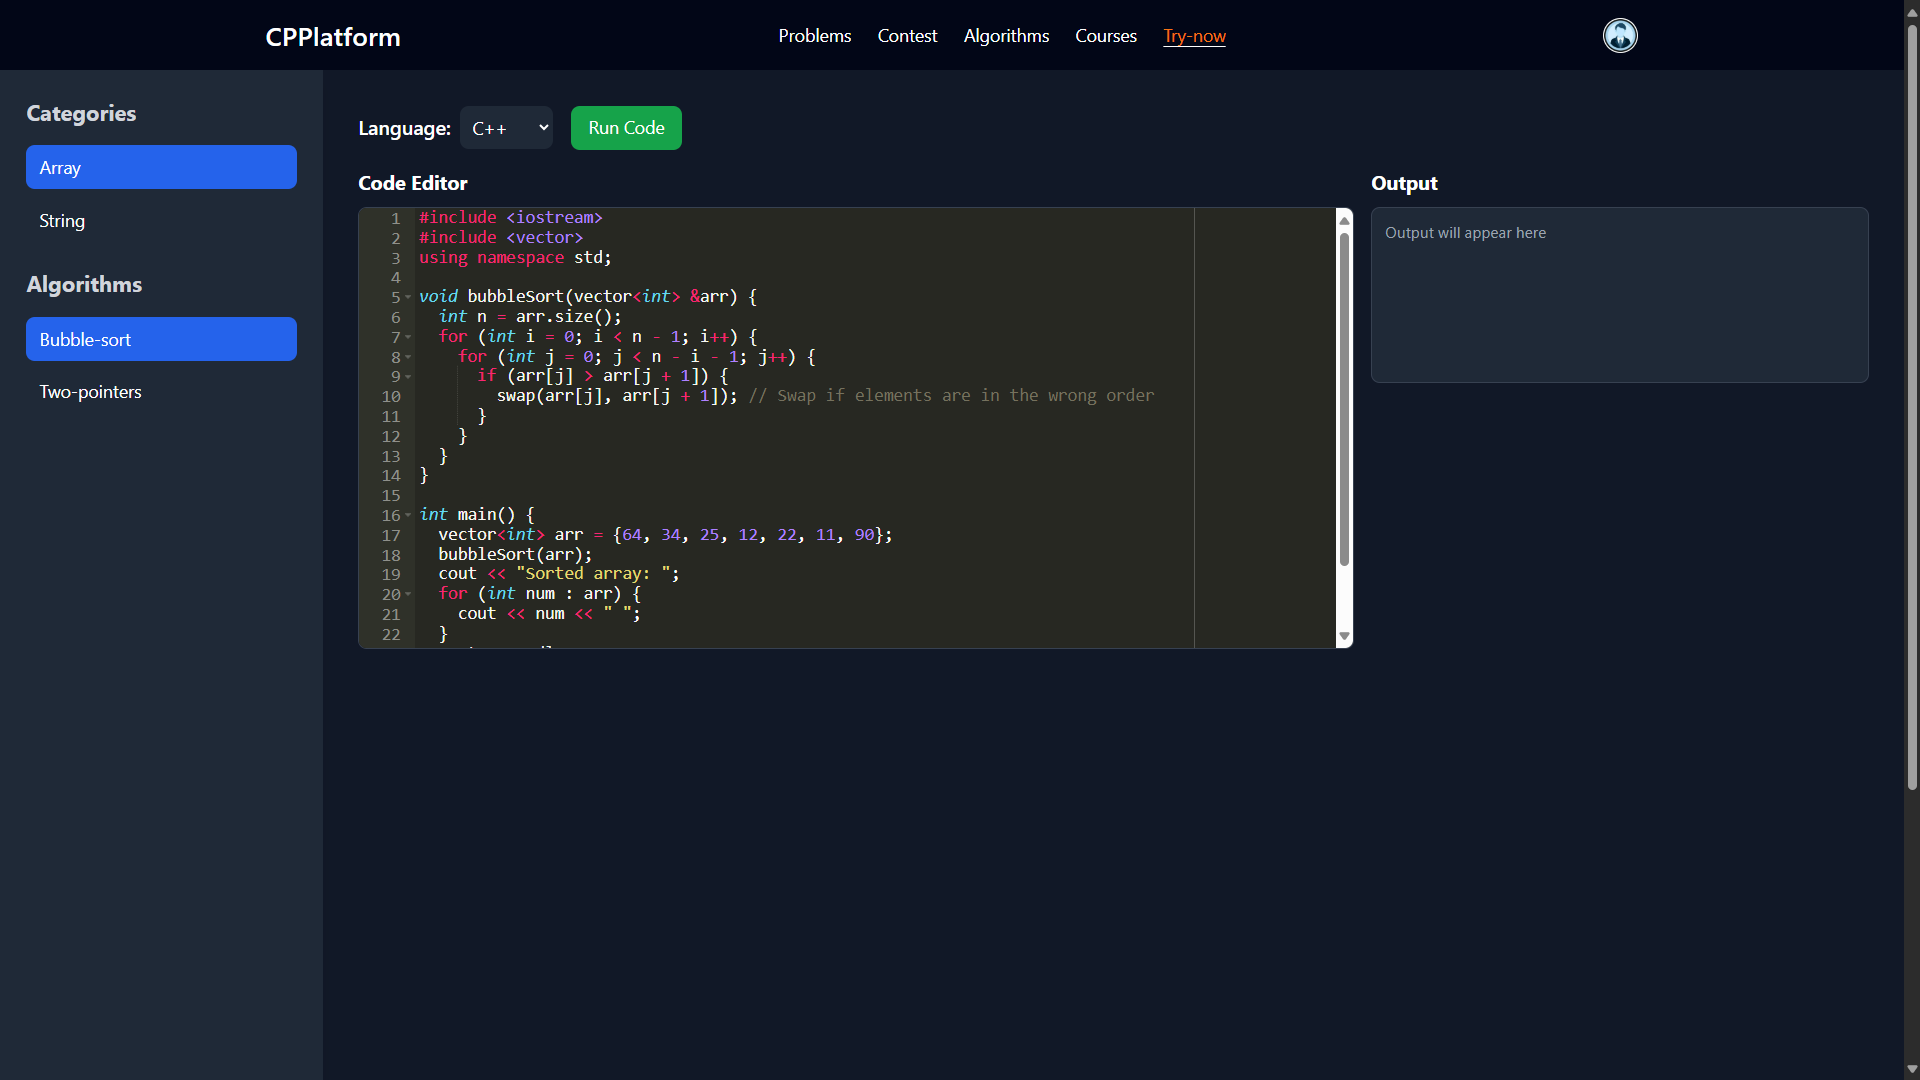 CPPlatform
Problems Contest Algorithms Courses Try-now
Categories
Array
String
Algorithms
Bubble-sort
Two-pointers
Language: C++ Run Code
Code Editor
1 #include <iostream>
2 #include <vector>
3 using namespace std;
4
5 void bubbleSort(vector<int> &arr) {
6   int n = arr.size();
7   for (int i = 0; i < n - 1; i++) {
8     for (int j = 0; j < n - i - 1; j++) {
9       if (arr[j] > arr[j + 1]) {
10         swap(arr[j], arr[j + 1]); // Swap if elements are in the wrong order
11       }
12     }
13   }
14 }
15
16 int main() {
17   vector<int> arr = {64, 34, 25, 12, 22, 11, 90};
18   bubbleSort(arr);
19   cout << "Sorted array: ";
20   for (int num : arr) {
21     cout << num << " ";
22   }
Output
Output will appear here